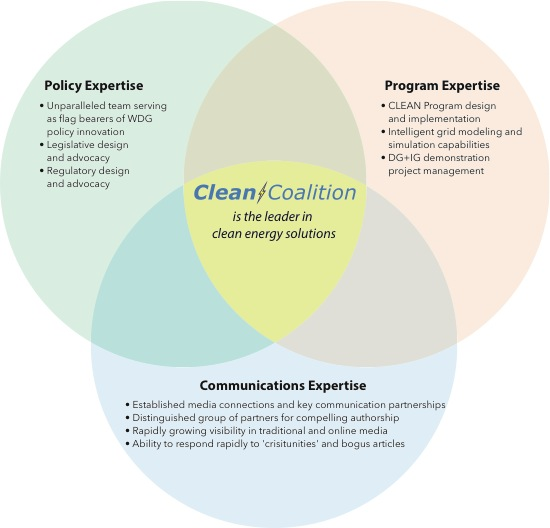 Policy Expertise
• Unparalleled team serving
as flag bearers of WDG
policy innovation
• Legislative design
and advocacy
• Regulatory design
and advocacy
Program Expertise
• CLEAN Program design
and implementation
• Intelligent grid modeling and
simulation capabilities
• DG+IG demonstration
project management
Clean Coalition
is the leader in
clean energy solutions
Communications Expertise
• Established media connections and key communication partnerships
• Distinguished group of partners for compelling authorship
• Rapidly growing visibility in traditional and online media
• Ability to respond rapidly to 'crisitunities' and bogus articles